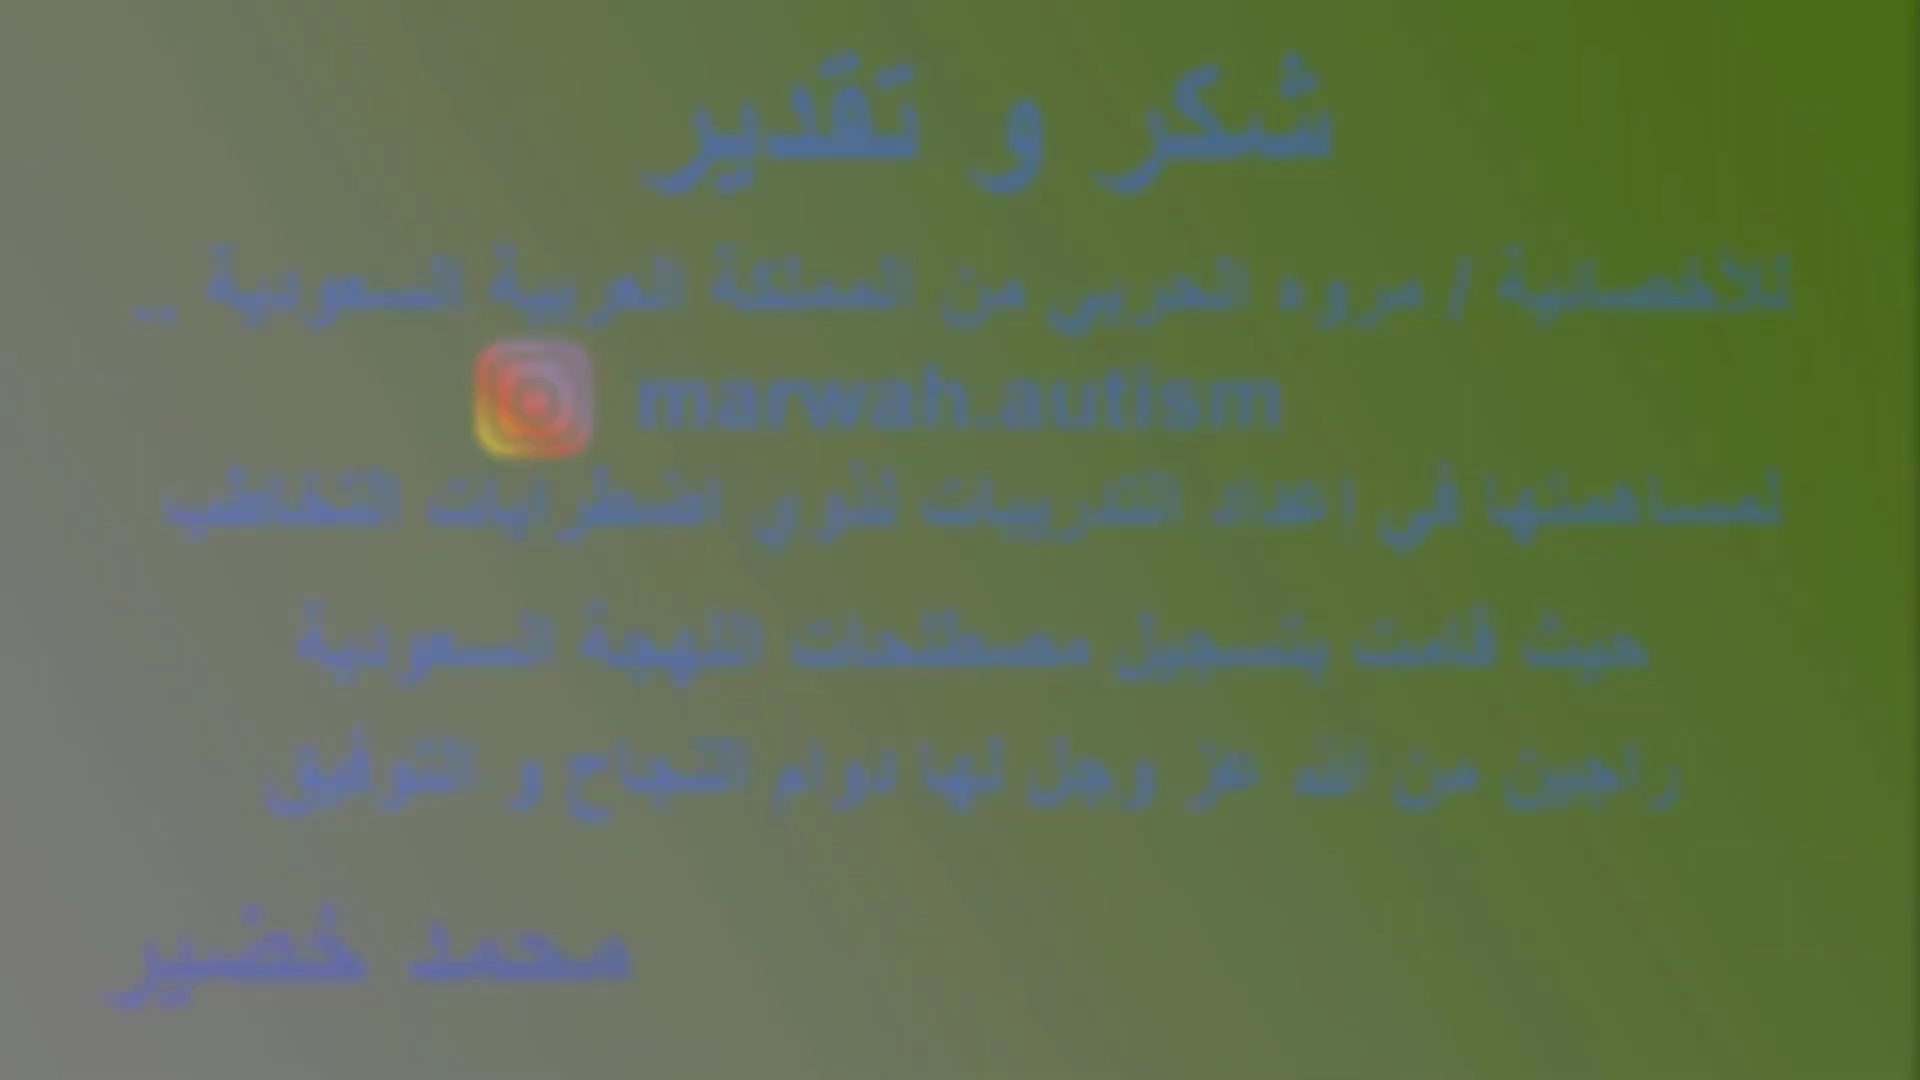 شكر و تقدير
للأخصائية / مروه الحربي من المملكة العربية السعودية ..
marwah.autism
لمساهمتها في إعداد التدريبات لذوي اضطرابات التخاطب
حيث قامت بتسجيل مصطلحات اللهجة السعودية
راجين من الله عز وجل لها دوام النجاح و التوفيق
محمد خضير